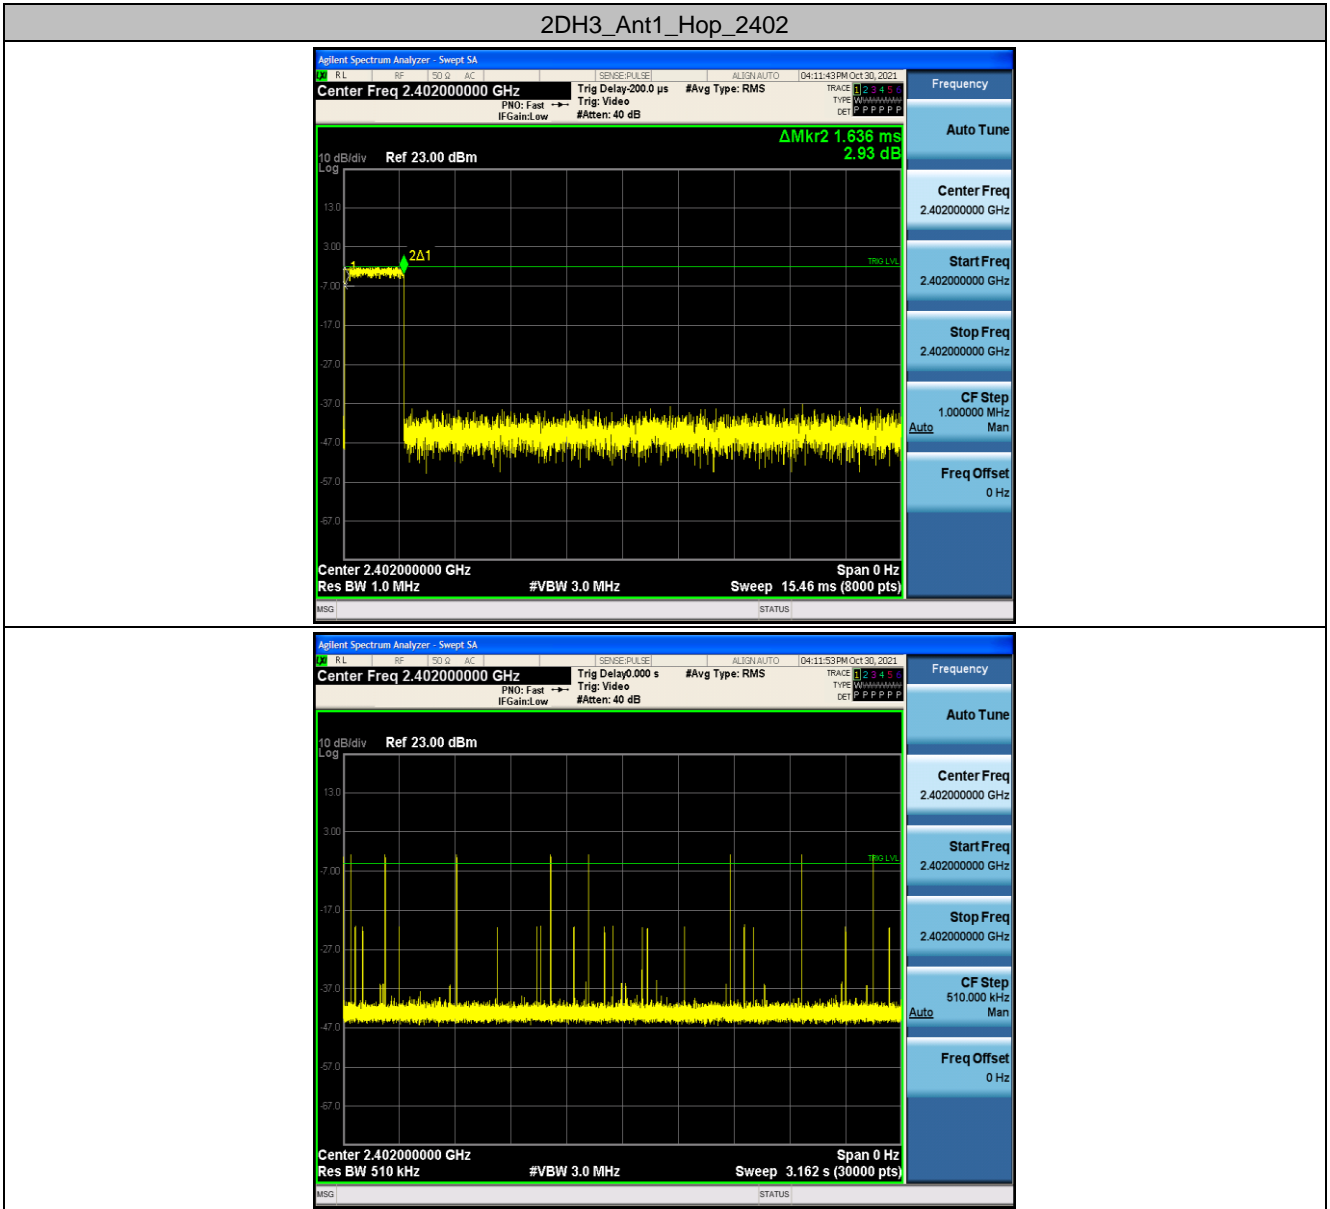 2DH3_Ant1_Hop_2402
Agilent Spectrum Analyzer - Swept SA
RL RF 50 Ω AC SENSE:PULSE ALIGN AUTO 04:11:43 PM Oct 30, 2021
Center Freq 2.402000000 GHz
PNO: Fast
IFGain:Low
Trig Delay-200.0 µs
Trig: Video
#Atten: 40 dB
#Avg Type: RMS
TRACE 1 2 3 4 5 6
TYPE
DET P P P P P P
ΔMkr2 1.636 ms
2.93 dB
10 dB/div Ref 23.00 dBm
Log
13.0
3.00
-7.00
-17.0
-27.0
-37.0
-47.0
-57.0
-67.0
1
2Δ1
TRIG LVL
Center 2.402000000 GHz Span 0 Hz
Res BW 1.0 MHz #VBW 3.0 MHz Sweep 15.46 ms (8000 pts)
MSG STATUS
Frequency
Auto Tune
Center Freq
2.402000000 GHz
Start Freq
2.402000000 GHz
Stop Freq
2.402000000 GHz
CF Step
1.000000 MHz
Auto Man
Freq Offset
0 Hz
Agilent Spectrum Analyzer - Swept SA
RL RF 50 Ω AC SENSE:PULSE ALIGN AUTO 04:11:53 PM Oct 30, 2021
Center Freq 2.402000000 GHz
PNO: Fast
IFGain:Low
Trig Delay0.000 s
Trig: Video
#Atten: 40 dB
#Avg Type: RMS
TRACE 1 2 3 4 5 6
TYPE
DET P P P P P P
10 dB/div Ref 23.00 dBm
Log
13.0
3.00
-7.00
-17.0
-27.0
-37.0
-47.0
-57.0
-67.0
TRIG LVL
Center 2.402000000 GHz Span 0 Hz
Res BW 510 kHz #VBW 3.0 MHz Sweep 3.162 s (30000 pts)
MSG STATUS
Frequency
Auto Tune
Center Freq
2.402000000 GHz
Start Freq
2.402000000 GHz
Stop Freq
2.402000000 GHz
CF Step
510.000 kHz
Auto Man
Freq Offset
0 Hz